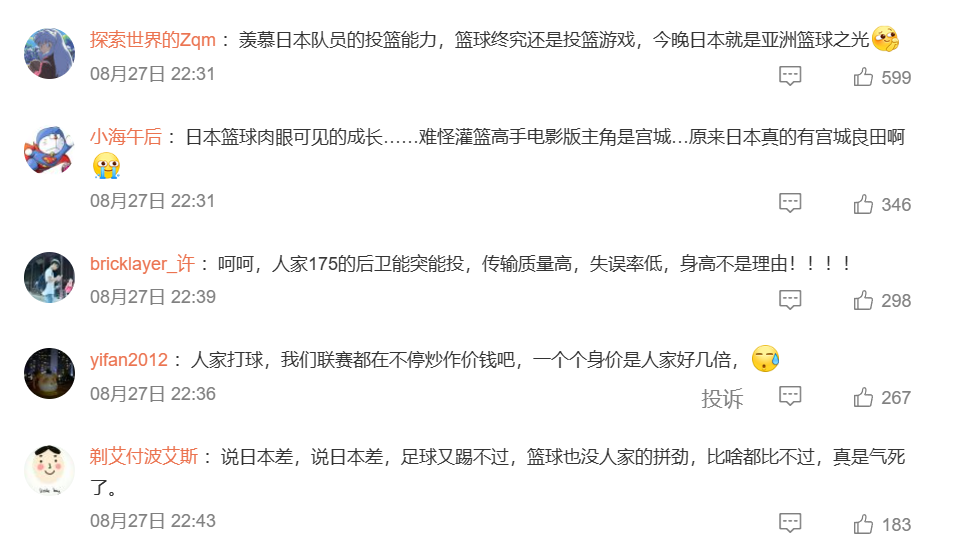 探索世界的Zqm：羡慕日本队员的投篮能力，篮球终究还是投篮游戏，今晚日本就是亚洲篮球之光
08月27日 22:31
599
小海午后：日本篮球肉眼可见的成长……难怪灌篮高手电影版主角是宫城…原来日本真的有宫城良田啊
08月27日 22:31
346
bricklayer_许：呵呵，人家175的后卫能突能投，传输质量高，失误率低，身高不是理由！！！！
08月27日 22:39
298
yifan2012：人家打球，我们联赛都在不停炒作价钱吧，一个个身价是人家好几倍，
08月27日 22:36
投诉
267
剃艾付波艾斯：说日本差，说日本差，足球又踢不过，篮球也没人家的拼劲，比啥都比不过，真是气死
了。
08月27日 22:43
183